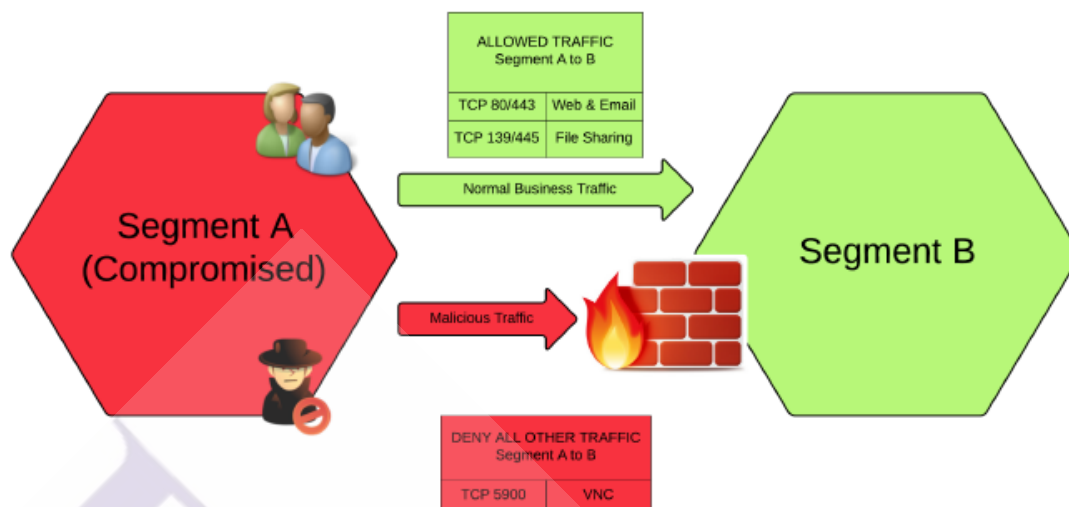 ALLOWED TRAFFIC
Segment A to B
TCP 80/443 Web & Email
TCP 139/445 File Sharing
Normal Business Traffic
Segment A
(Compromised)
Segment B
Malicious Traffic
DENY ALL OTHER TRAFFIC
Segment A to B
TCP 5900 VNC